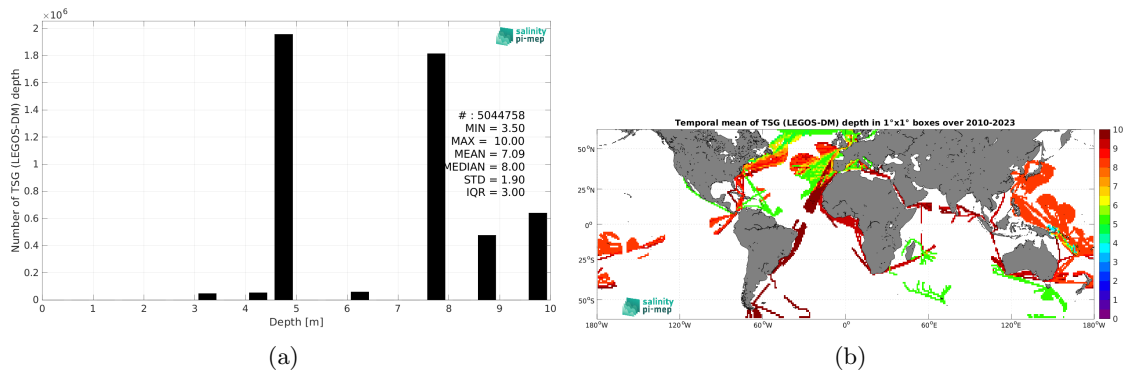 ×10⁶
2
1.8
1.6
1.4
1.2
1
0.8
0.6
0.4
0.2
0
Number of TSG (LEGOS-DM) depth
salinity
pi-mep
# : 5044758
MIN = 3.50
MAX = 10.00
MEAN = 7.09
MEDIAN = 8.00
STD = 1.90
IQR = 3.00
0 1 2 3 4 5 6 7 8 9 10
Depth [m]
(a)
Temporal mean of TSG (LEGOS-DM) depth in 1°x1° boxes over 2010-2023
50°N
25°N
0°
25°S
50°S
salinity
pi-mep
180°W 120°W 60°W 0° 60°E 120°E 180°W
10
9
8
7
6
5
4
3
2
1
0
(b)